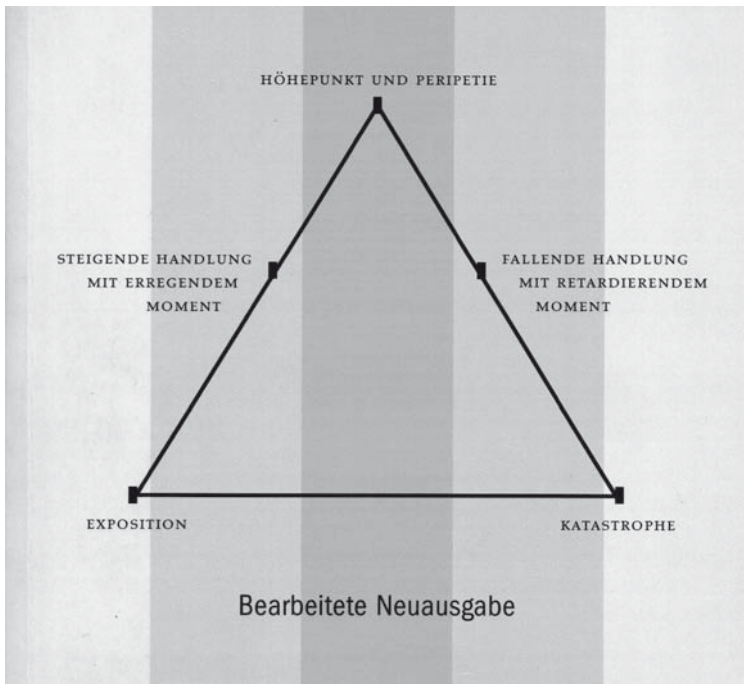 HÖHEPUNKT UND PERIPETIE
STEIGENDE HANDLUNG
MIT ERREGENDEM
MOMENT
FALLENDE HANDLUNG
MIT RETARDIERENDEM
MOMENT
EXPOSITION
KATASTROPHE
Bearbeitete Neuausgabe